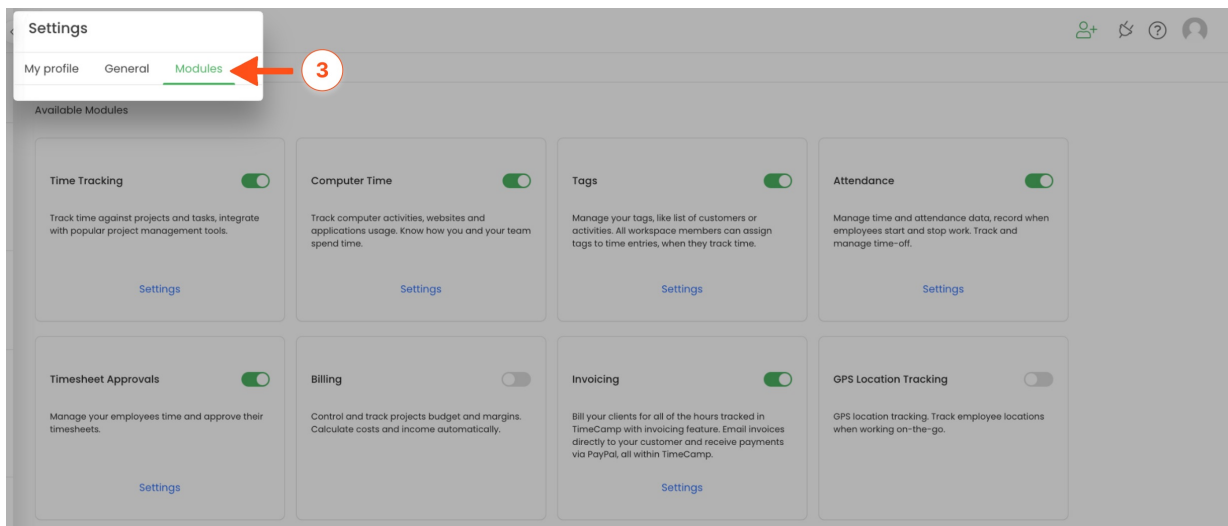 Settings
My profile General Modules
3
Available Modules
Time Tracking
Track time against projects and tasks, integrate
with popular project management tools.
Settings
Computer Time
Track computer activities, websites and
applications usage. Know how you and your team
spend time.
Settings
Tags
Manage your tags, like list of customers or
activities. All workspace members can assign
tags to time entries, when they track time.
Settings
Attendance
Manage time and attendance data, record when
employees start and stop work. Track and
manage time-off.
Settings
Timesheet Approvals
Manage your employees time and approve their
timesheets.
Settings
Billing
Control and track projects budget and margins.
Calculate costs and income automatically.
Invoicing
Bill your clients for all of the hours tracked in
TimeCamp with invoicing feature. Email invoices
directly to your customer and receive payments
via PayPal, all within TimeCamp.
Settings
GPS Location Tracking
GPS location tracking. Track employee locations
when working on-the-go.